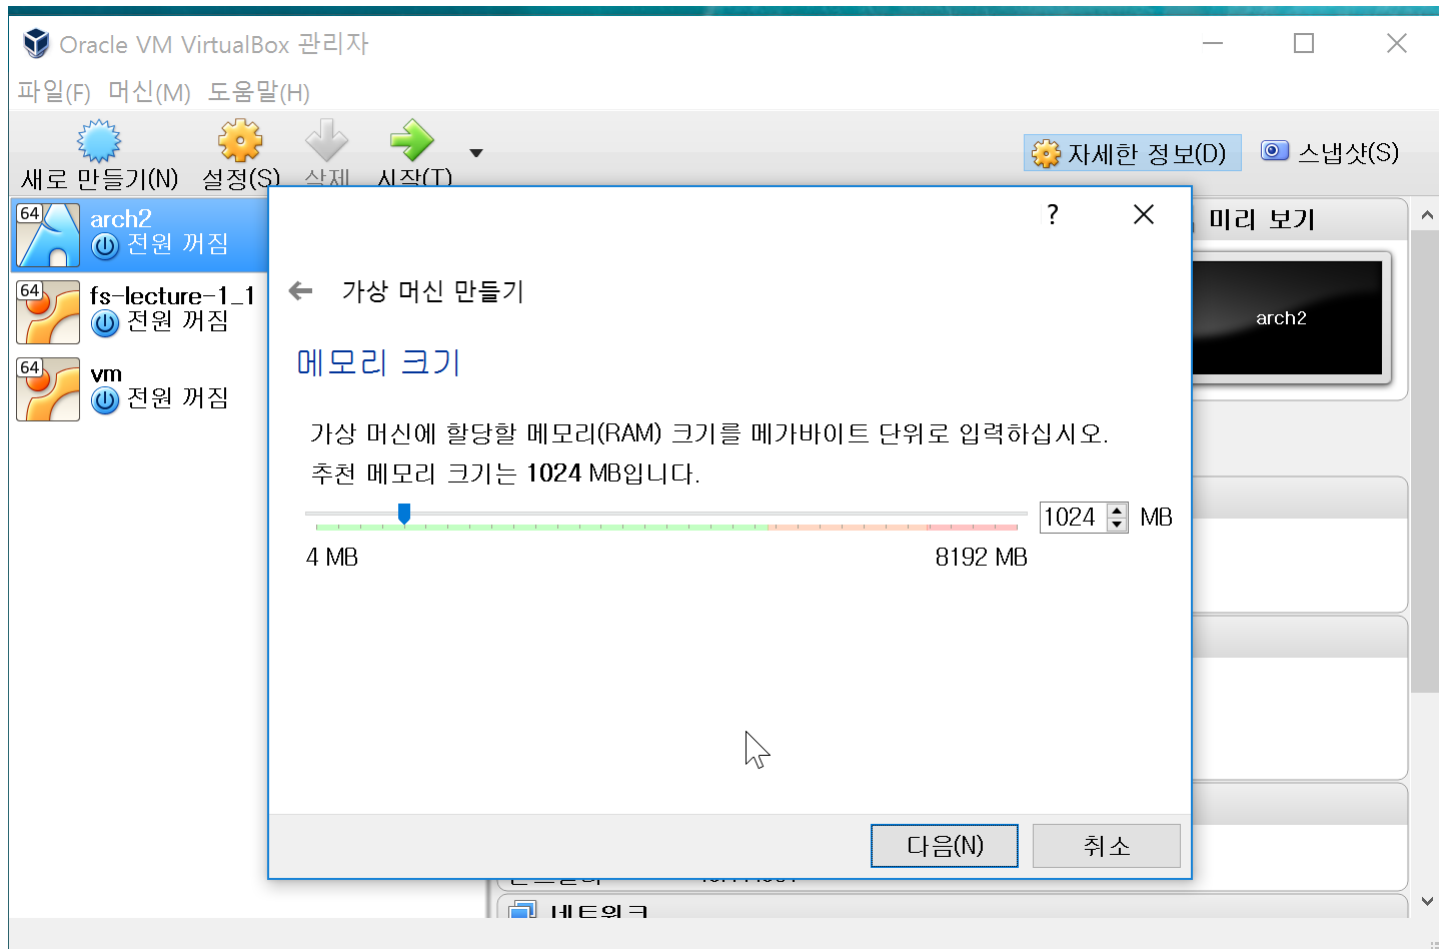 Oracle VM VirtualBox 관리자
파일(F) 머신(M) 도움말(H)
새로 만들기(N) 설정(S) 삭제 시작(T)
자세한 정보(D) 스냅샷(S)
64 arch2
전원 꺼짐
64 fs-lecture-1_1
전원 꺼짐
64 vm
전원 꺼짐
미리 보기
arch2
?
가상 머신 만들기
메모리 크기
가상 머신에 할당할 메모리(RAM) 크기를 메가바이트 단위로 입력하십시오.
추천 메모리 크기는 1024 MB입니다.
1024 MB
4 MB 8192 MB
다음(N) 취소
네트워크